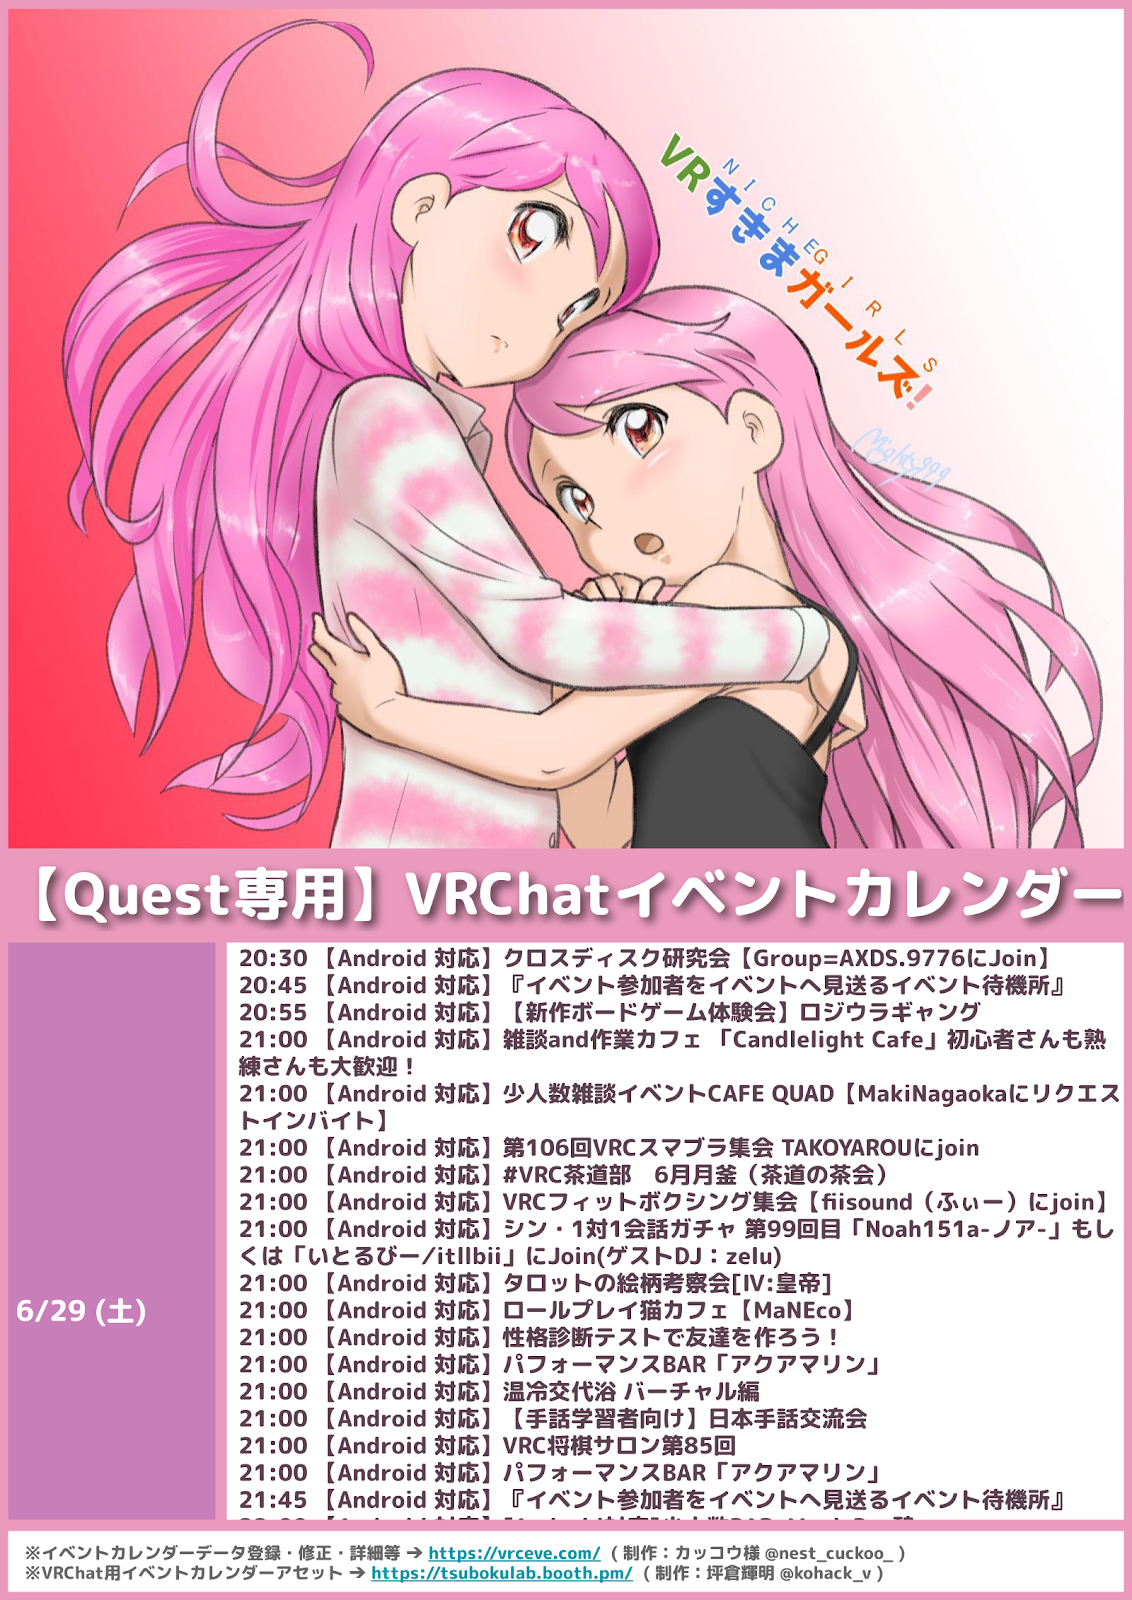 NICHE GIRLS
VRすきまガールズ!
Mighty999
【Quest専用】VRChatイベントカレンダー
6/29 (土)
20:30 【Android 対応】クロスディスク研究会【Group=AXDS.9776にJoin】
20:45 【Android 対応】『イベント参加者をイベントへ見送るイベント待機所』
20:55 【Android 対応】【新作ボードゲーム体験会】ロジウラギャング
21:00 【Android 対応】雑談and作業カフェ 「Candlelight Cafe」初心者さんも熟
練さんも大歓迎！
21:00 【Android 対応】少人数雑談イベントCAFE QUAD【MakiNagaokaにリクエス
トインバイト】
21:00 【Android 対応】第106回VRCスマブラ集会 TAKOYAROUにjoin
21:00 【Android 対応】#VRC茶道部　6月月釜（茶道の茶会）
21:00 【Android 対応】VRCフィットボクシング集会【fiisound（ふぃー）にjoin】
21:00 【Android 対応】シン・1対1会話ガチャ 第99回目「Noah151a-ノア-」もし
くは「いとるびー/itllbii」にJoin(ゲストDJ：zelu)
21:00 【Android 対応】タロットの絵柄考察会[Ⅳ:皇帝]
21:00 【Android 対応】ロールプレイ猫カフェ【MaNEco】
21:00 【Android 対応】性格診断テストで友達を作ろう！
21:00 【Android 対応】パフォーマンスBAR「アクアマリン」
21:00 【Android 対応】温冷交代浴 バーチャル編
21:00 【Android 対応】【手話学習者向け】日本手話交流会
21:00 【Android 対応】VRC将棋サロン第85回
21:00 【Android 対応】パフォーマンスBAR「アクアマリン」
21:45 【Android 対応】『イベント参加者をイベントへ見送るイベント待機所』
※イベントカレンダーデータ登録・修正・詳細等 → https://vrceve.com/ ( 制作：カッコウ様 @nest_cuckoo_ )
※VRChat用イベントカレンダーアセット → https://tsubokulab.booth.pm/ ( 制作：坪倉輝明 @kohack_v )